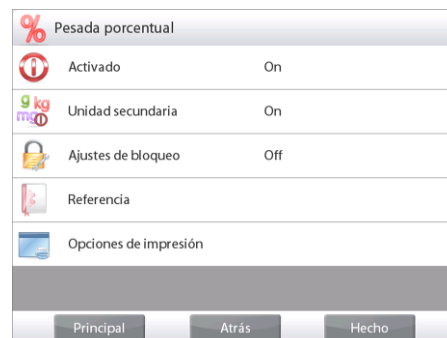 % Pesada porcentual
Activado On
g kg mg Unidad secundaria On
Ajustes de bloqueo Off
Referencia
Opciones de impresión
Principal Atrás Hecho